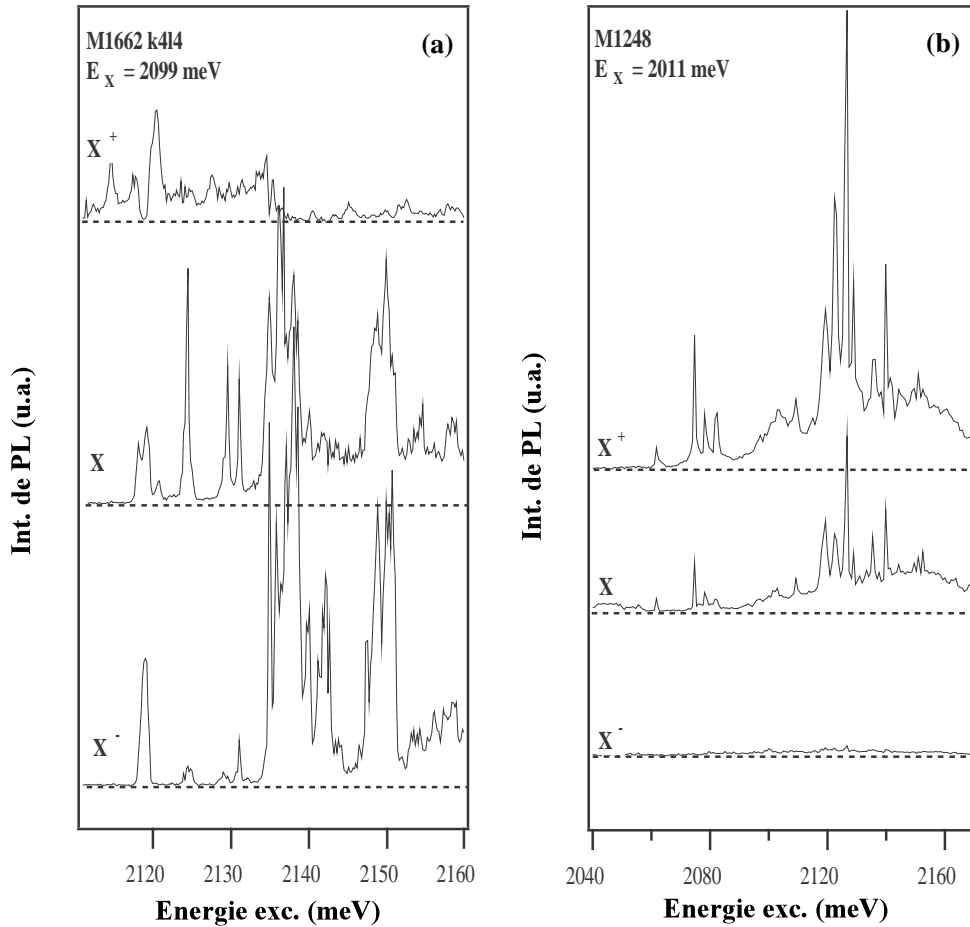 M1662 k4l4
E X = 2099 meV
(a)
X +
X
X -
Int. de PL (u.a.)
2120 2130 2140 2150 2160
Energie exc. (meV)
M1248
E X = 2011 meV
(b)
X +
X
X -
Int. de PL (u.a.)
2040 2080 2120 2160
Energie exc. (meV)